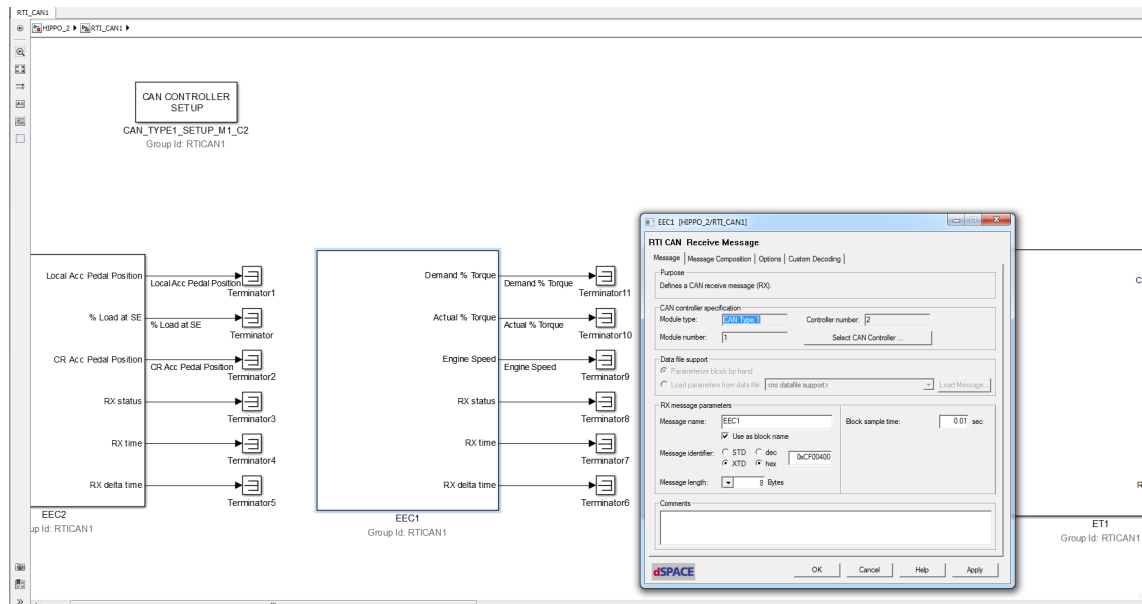 RTI_CAN1
HIPPO_2 ▶ RTI_CAN1 ▶
CAN CONTROLLER
SETUP
CAN_TYPE1_SETUP_M1_C2
Group Id: RTICAN1
Local Acc Pedal Position
Local Acc Pedal Position
Terminator1
% Load at SE
% Load at SE
Terminator
CR Acc Pedal Position
CR Acc Pedal Position
Terminator2
RX status
Terminator3
RX time
Terminator4
RX delta time
Terminator5
EEC2
up Id: RTICAN1
Demand % Torque
Demand % Torque
Terminator11
Actual % Torque
Actual % Torque
Terminator10
Engine Speed
Engine Speed
Terminator9
RX status
Terminator8
RX time
Terminator7
RX delta time
Terminator6
EEC1
Group Id: RTICAN1
EEC1 [HIPPO_2/RTI_CAN1]
RTI CAN Receive Message
Message Message Composition Options Custom Decoding
Purpose
Defines a CAN receive message (RX).
CAN controller specification
Module type: CAN Type 1 Controller number: 2
Module number: 1 Select CAN Controller ...
Data file support
Parameterize block by hand
Load parameters from data file: <no datafile support> Load Message...
RX message parameters
Message name: EEC1 Block sample time: 0.01 sec
Use as block name
Message identifier: STD dec
XTD hex 0xCF00400
Message length: 8 Bytes
Comments
dSPACE OK Cancel Help Apply
C
R
ET1
Group Id: RTICAN1